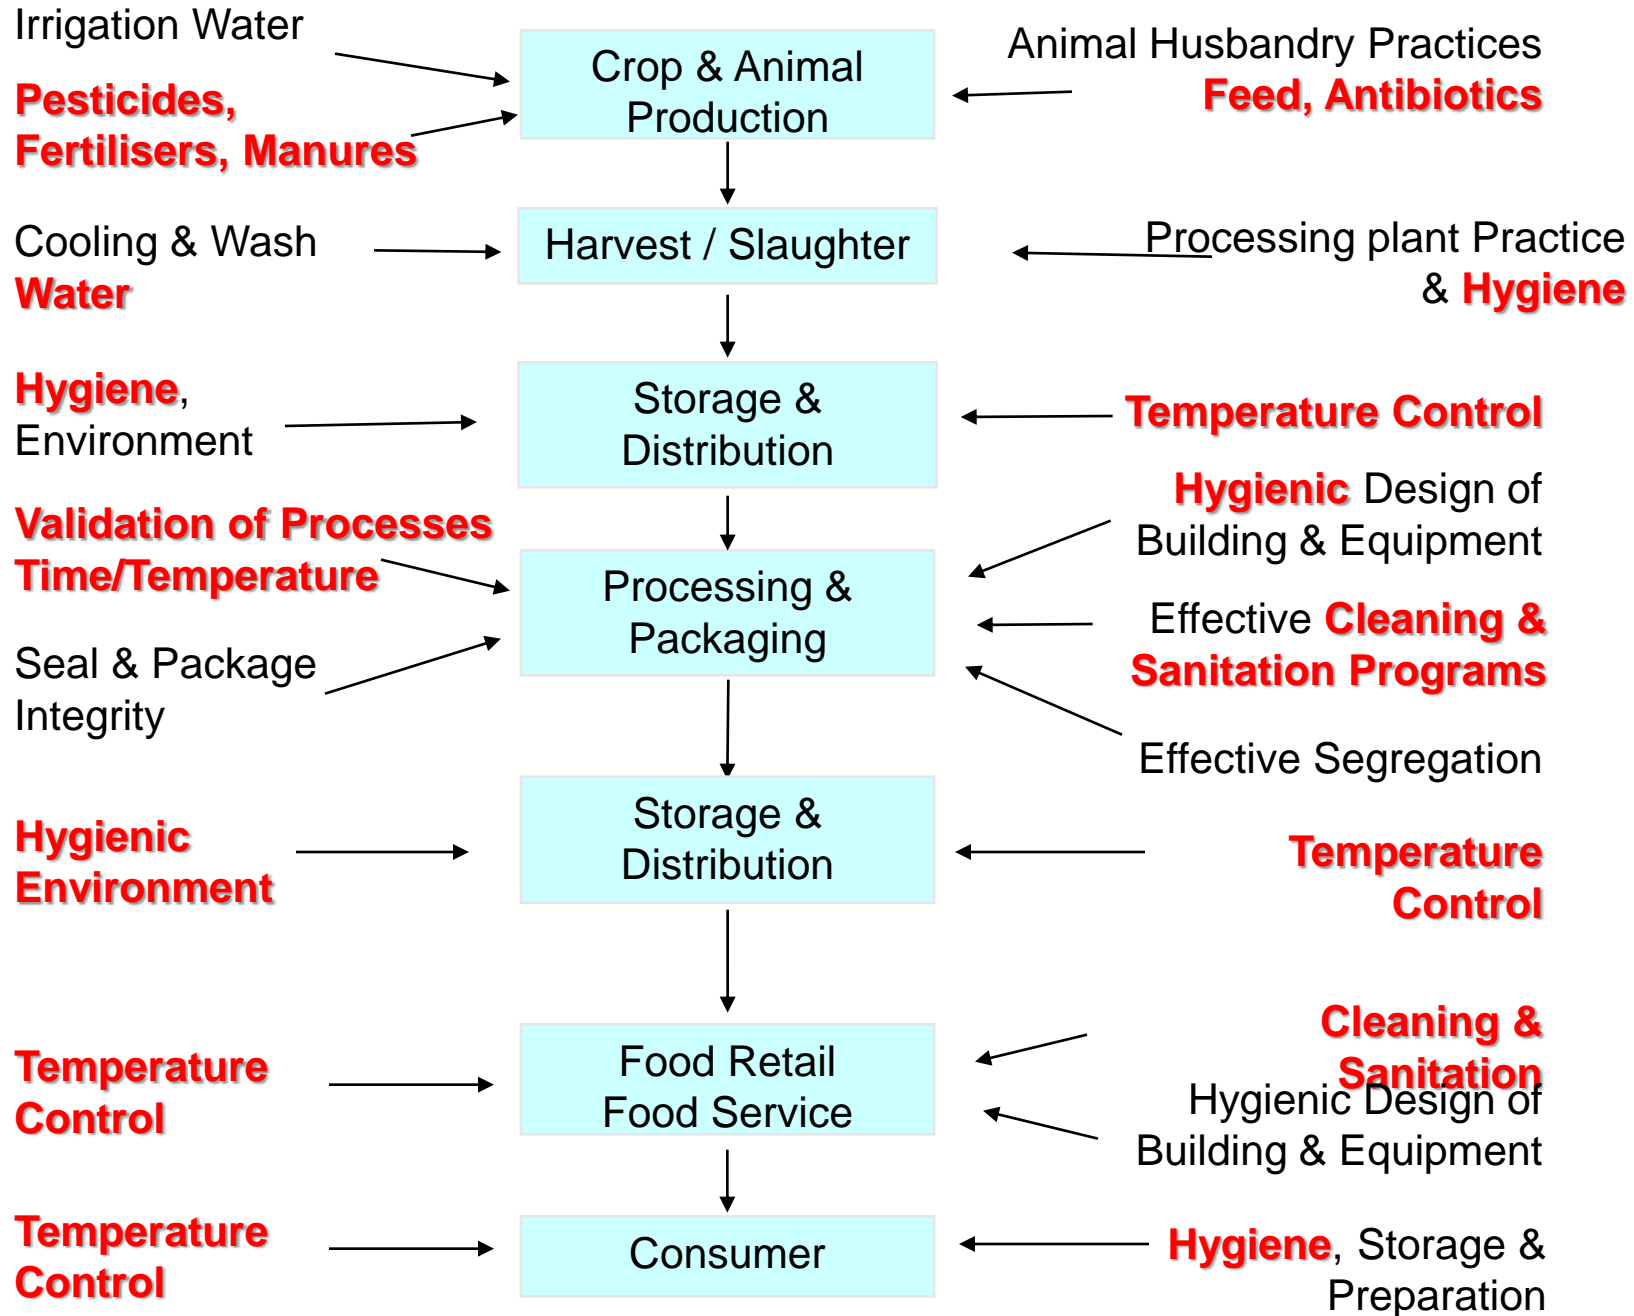 Irrigation Water
Pesticides,
Fertilisers, Manures
Crop & Animal
Production
Animal Husbandry Practices
Feed, Antibiotics
Cooling & Wash
Water
Harvest / Slaughter
Processing plant Practice
& Hygiene
Hygiene,
Environment
Storage &
Distribution
Temperature Control
Validation of Processes
Time/Temperature
Seal & Package
Integrity
Processing &
Packaging
Hygienic Design of
Building & Equipment
Effective Cleaning &
Sanitation Programs
Effective Segregation
Hygienic
Environment
Storage &
Distribution
Temperature
Control
Temperature
Control
Food Retail
Food Service
Cleaning &
Sanitation
Hygienic Design of
Building & Equipment
Temperature
Control
Consumer
Hygiene, Storage &
Preparation